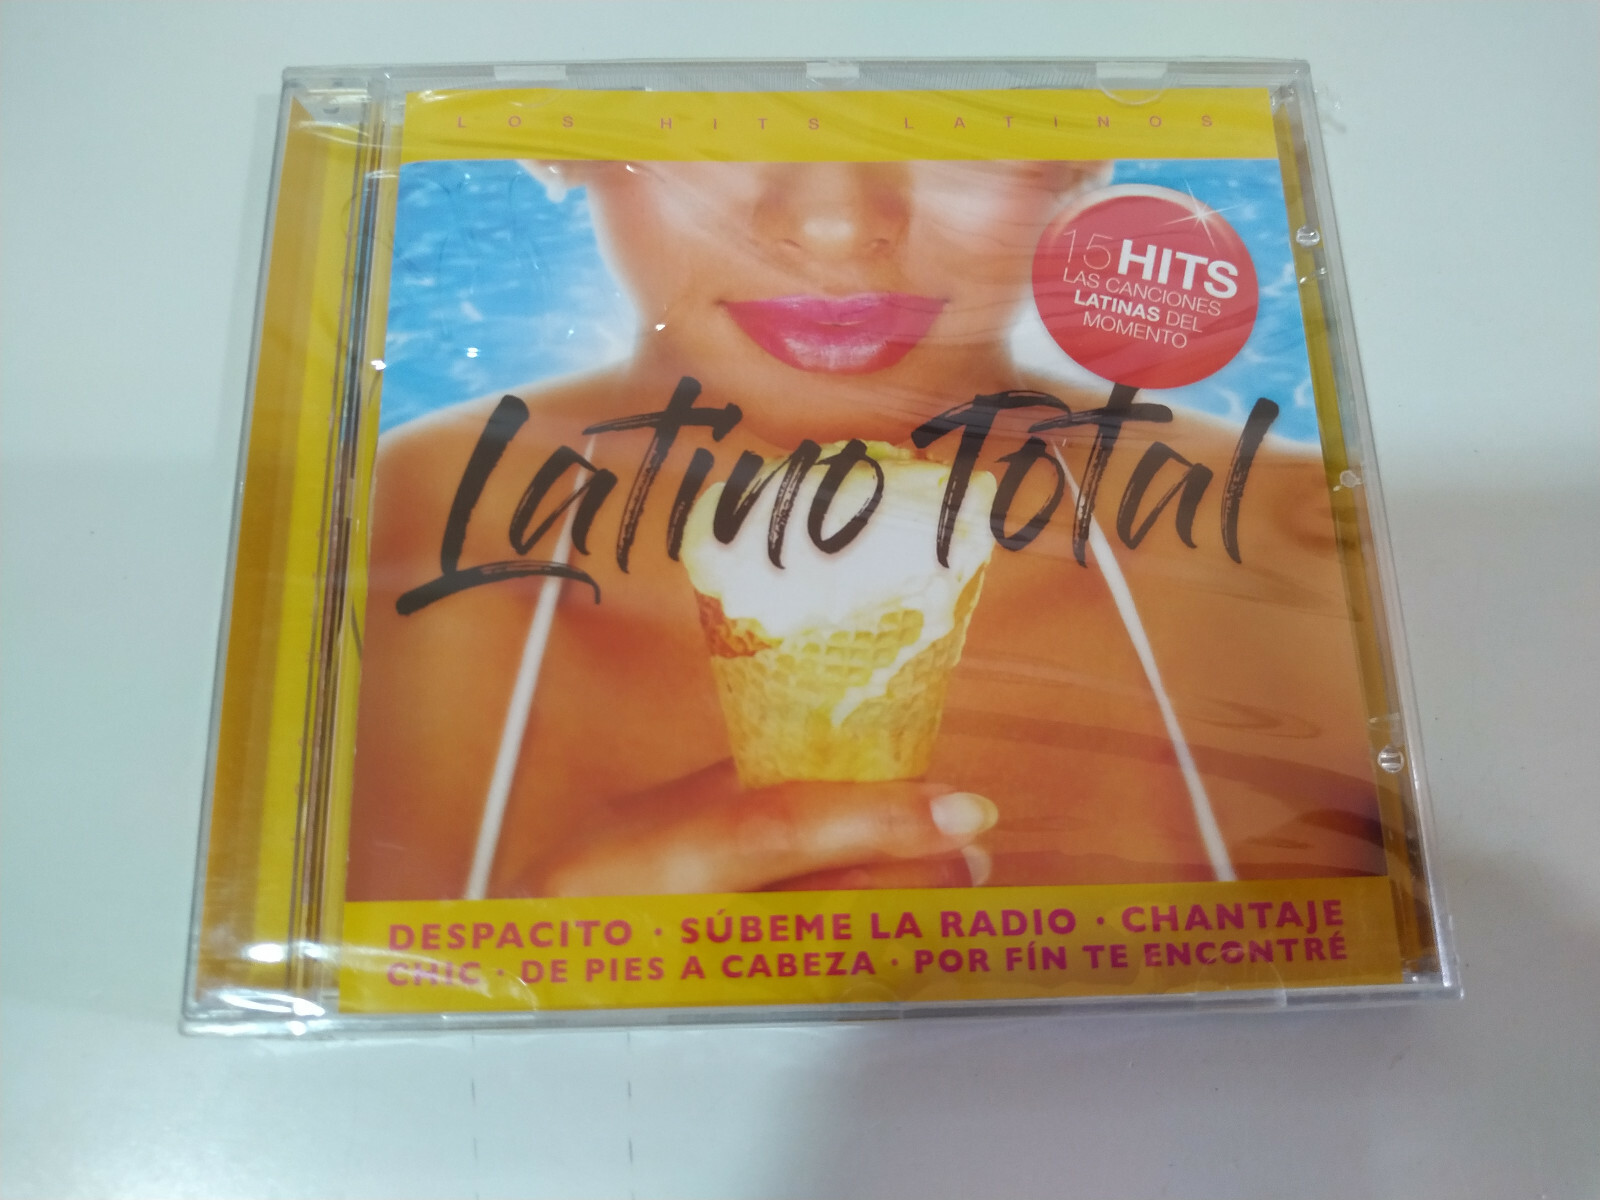 LOS HITS LATINOS
15 HITS
LAS CANCIONES
LATINAS DEL
MOMENTO
Latino Total
DESPACITO · SÚBEME LA RADIO · CHANTAJE
CHIC · DE PIES A CABEZA · POR FÍN TE ENCONTRÉ